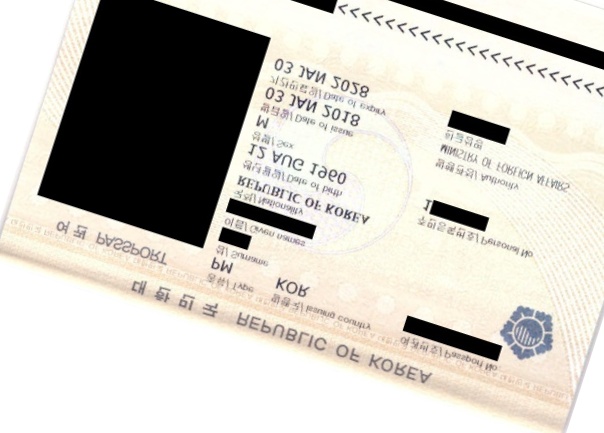 대한민국 REPUBLIC OF KOREA
여권 PASSPORT
종류/Type
발행국/Issuing country
여권번호/Passport No.
PM
KOR
성/Surname
이름/Given names
국적/Nationality
REPUBLIC OF KOREA
주민등록번호/Personal No.
1
생년월일/Date of birth
12 AUG 1960
성별/Sex
M
발급일/Date of issue
03 JAN 2018
발행관청/Authority
MINISTRY OF FOREIGN AFFAIRS
기간만료일/Date of expiry
03 JAN 2028
한글성명